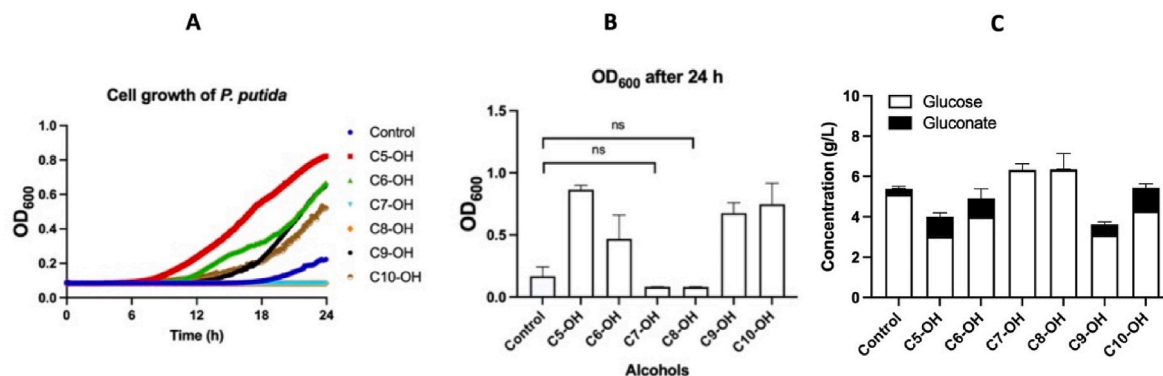 A
Cell growth of P. putida
OD600
1.0
0.8
0.6
0.4
0.2
0.0
0
6
12
18
24
Time (h)
Control
C5-OH
C6-OH
C7-OH
C8-OH
C9-OH
C10-OH
B
OD600 after 24 h
OD600
1.5
1.0
0.5
0.0
ns
ns
Control
C5-OH
C6-OH
C7-OH
C8-OH
C9-OH
C10-OH
Alcohols
C
Concentration (g/L)
10
8
6
4
2
0
Glucose
Gluconate
Control
C5-OH
C6-OH
C7-OH
C8-OH
C9-OH
C10-OH